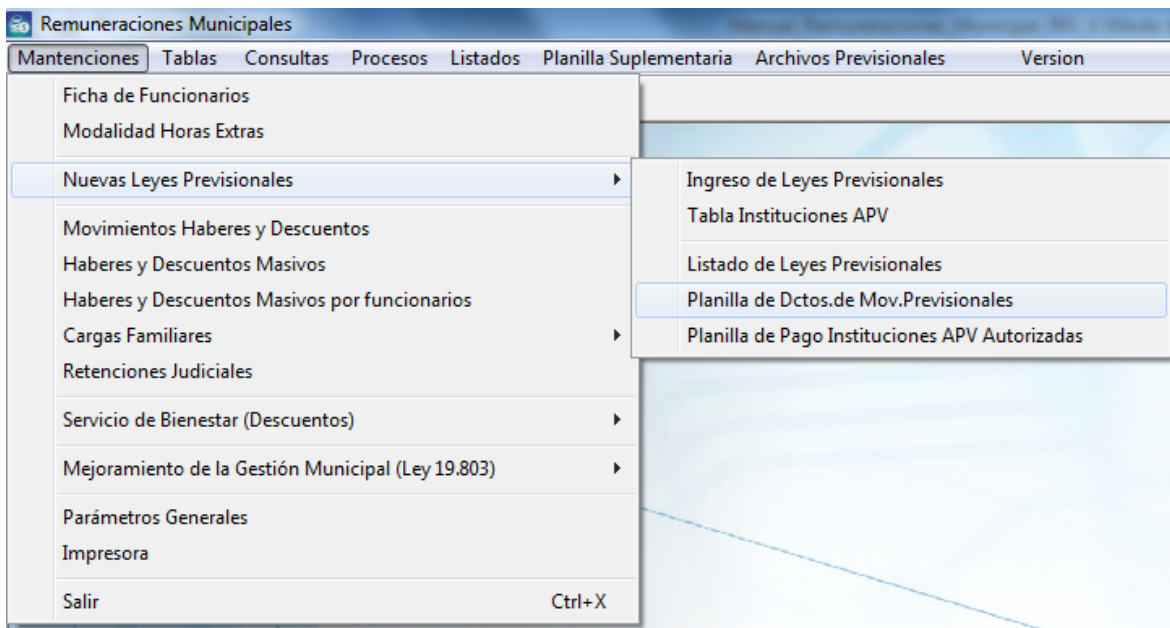 Remuneraciones Municipales
Mantenciones Tablas Consultas Procesos Listados Planilla Suplementaria Archivos Previsionales Version
Ficha de Funcionarios
Modalidad Horas Extras
Nuevas Leyes Previsionales
Movimientos Haberes y Descuentos
Haberes y Descuentos Masivos
Haberes y Descuentos Masivos por funcionarios
Cargas Familiares
Retenciones Judiciales
Servicio de Bienestar (Descuentos)
Mejoramiento de la Gestión Municipal (Ley 19.803)
Parámetros Generales
Impresora
Salir Ctrl+X
Ingreso de Leyes Previsionales
Tabla Instituciones APV
Listado de Leyes Previsionales
Planilla de Dctos.de Mov.Previsionales
Planilla de Pago Instituciones APV Autorizadas